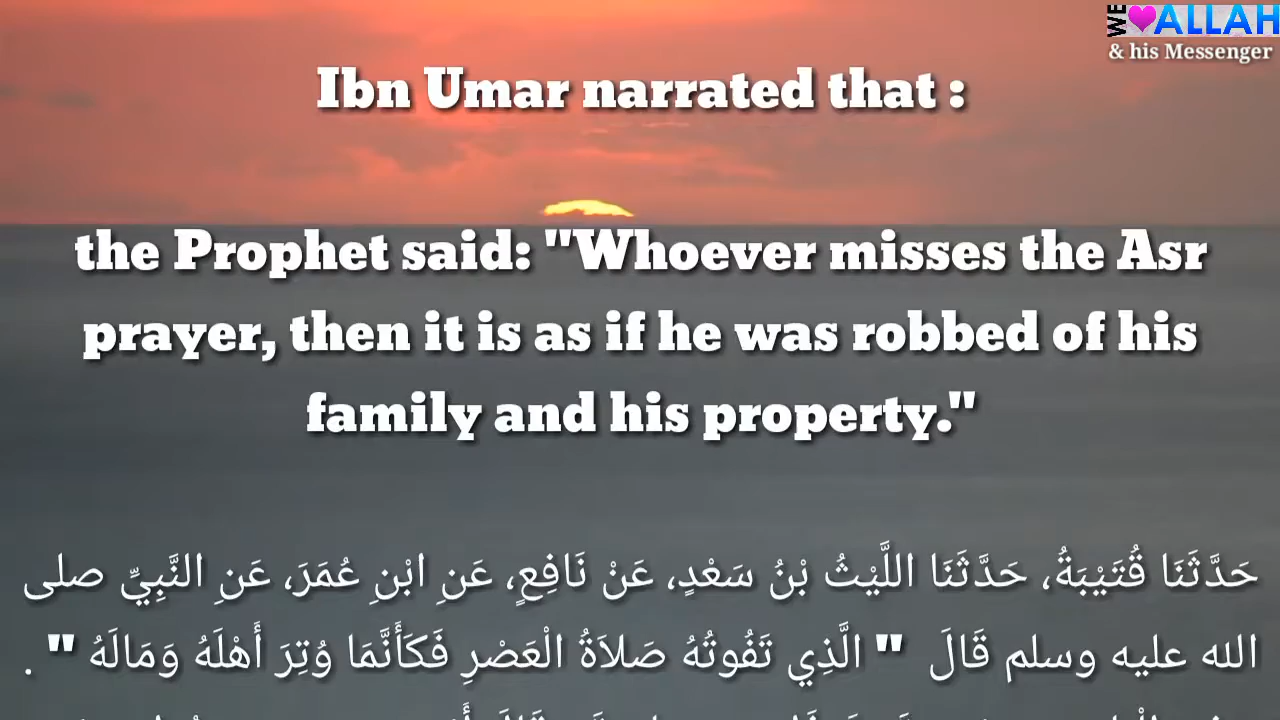 WE ♥ ALLAH
& his Messenger
Ibn Umar narrated that :
the Prophet said: "Whoever misses the Asr
prayer, then it is as if he was robbed of his
family and his property."
حَدَّثَنَا قُتَيْبَةُ، حَدَّثَنَا اللَّيْثُ بْنُ سَعْدٍ، عَنْ نَافِعٍ، عَنِ ابْنِ عُمَرَ، عَنِ النَّبِيِّ صلى
الله عليه وسلم قَالَ " الَّذِي تَفُوتُهُ صَلاَةُ الْعَصْرِ فَكَأَنَّمَا وُتِرَ أَهْلَهُ وَمَالَهُ " .